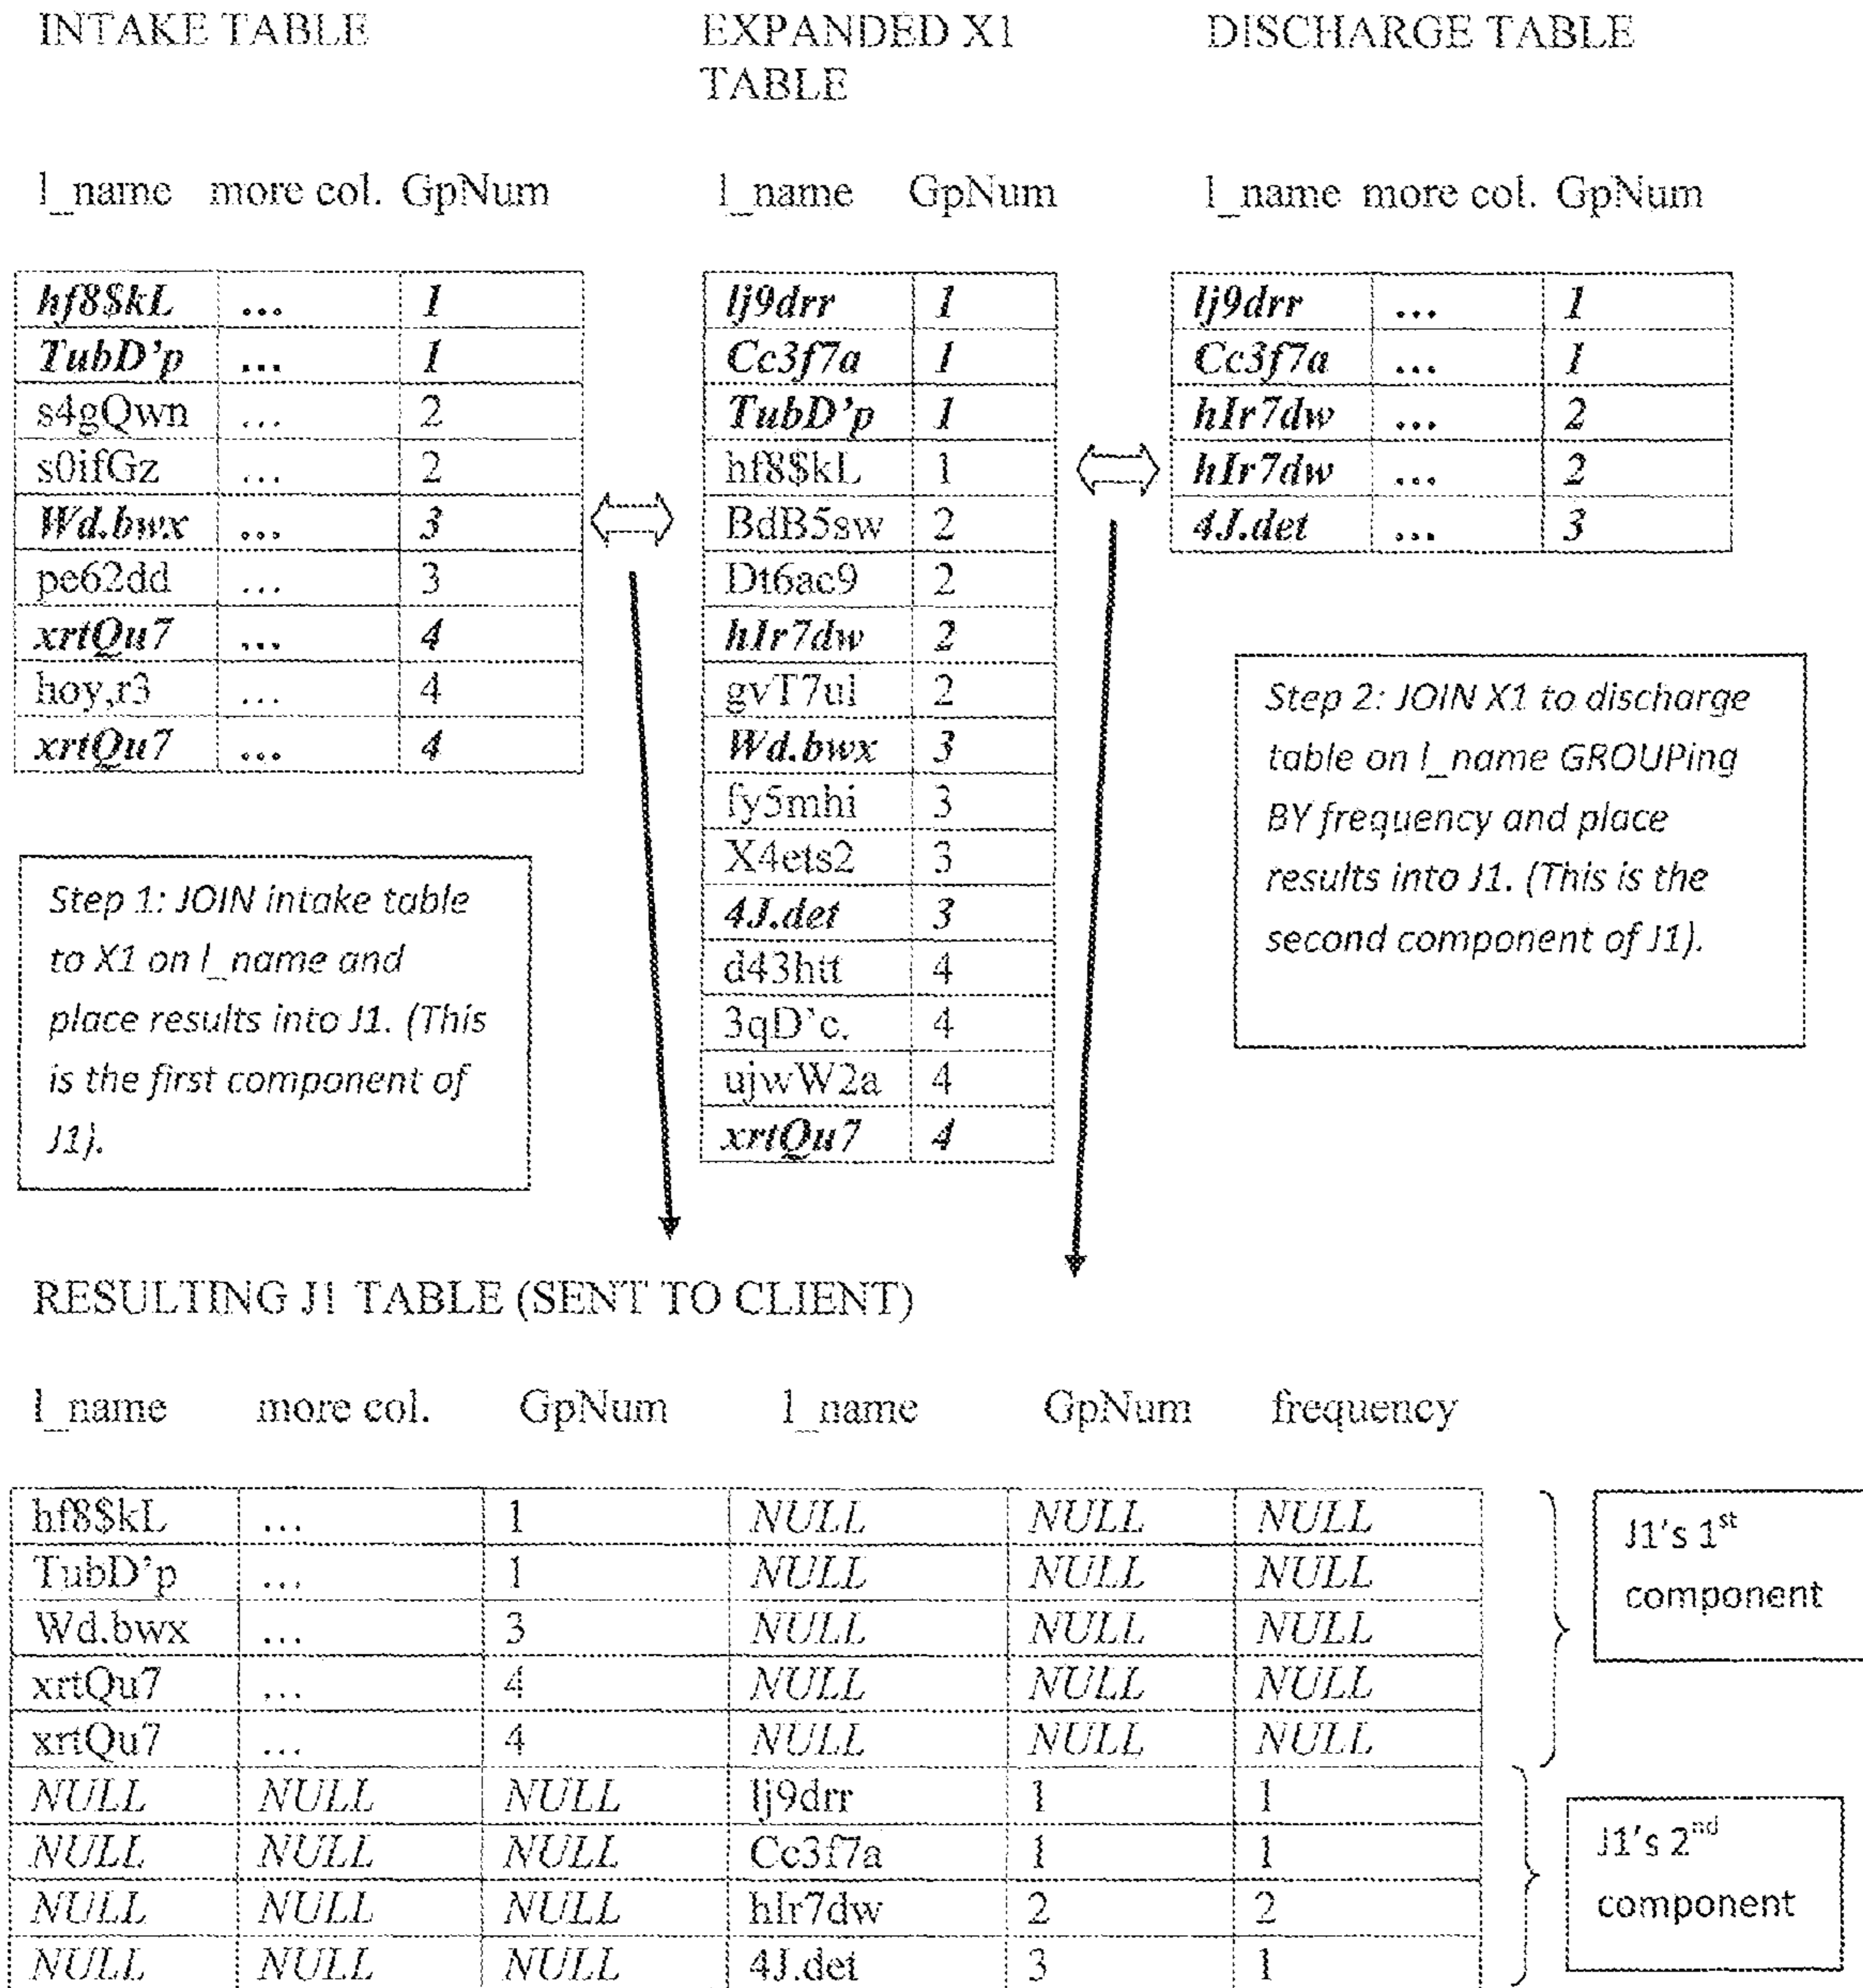 INTAKE TABLE
EXPANDED X1
TABLE
DISCHARGE TABLE
l_name more col. GpNum
hf8$kL ... 1
TubD'p ... 1
s4gQwn ... 2
s0ifGz ... 2
Wd.bwx ... 3
pe62dd ... 3
xrtQu7 ... 4
hoy,r3 ... 4
xrtQu7 ... 4
Step 1: JOIN intake table
to X1 on l_name and
place results into J1. (This
is the first component of
J1).
l_name GpNum
lj9drr 1
Cc3f7a 1
TubD'p 1
hf8$kL 1
BdB5sw 2
Dt6ac9 2
hIr7dw 2
gvT7ul 2
Wd.bwx 3
fy5mhi 3
X4ets2 3
4J.det 3
d43htt 4
3qD'c. 4
ujwW2a 4
xrtQu7 4
l_name more col. GpNum
lj9drr ... 1
Cc3f7a ... 1
hIr7dw ... 2
hIr7dw ... 2
4J.det ... 3
Step 2: JOIN X1 to discharge
table on l_name GROUPing
BY frequency and place
results into J1. (This is the
second component of J1).
RESULTING J1 TABLE (SENT TO CLIENT)
l_name more col. GpNum l_name GpNum frequency
hf8$kL ... 1 NULL NULL NULL
TubD'p ... 1 NULL NULL NULL
Wd.bwx ... 3 NULL NULL NULL
xrtQu7 ... 4 NULL NULL NULL
xrtQu7 ... 4 NULL NULL NULL
NULL NULL NULL lj9drr 1 1
NULL NULL NULL Cc3f7a 1 1
NULL NULL NULL hIr7dw 2 2
NULL NULL NULL 4J.det 3 1
J1's 1st
component
J1's 2nd
component